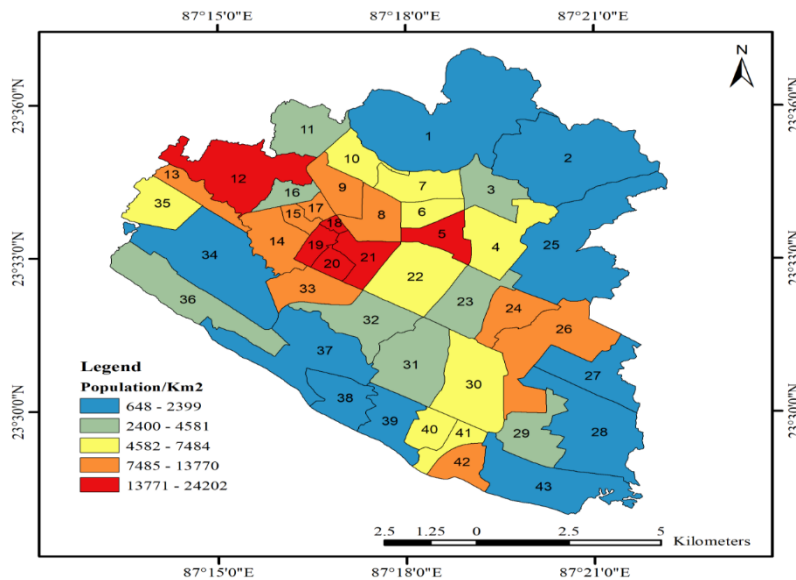 87°15'0"E 87°18'0"E 87°21'0"E
N
23°36'0"N 23°36'0"N
1
11
10
2
12
13
9
7
3
16
35
6
15 17
8
18
5
14
4
25
23°33'0"N 23°33'0"N
34
19
21
20
22
33
36
23
24
32
26
37
31
27
30
38
39
40
41
29
28
42
43
23°30'0"N 23°30'0"N
Legend
Population/Km2
648 - 2399
2400 - 4581
4582 - 7484
7485 - 13770
13771 - 24202
2.5 1.25 0 2.5 5
Kilometers
87°15'0"E 87°18'0"E 87°21'0"E